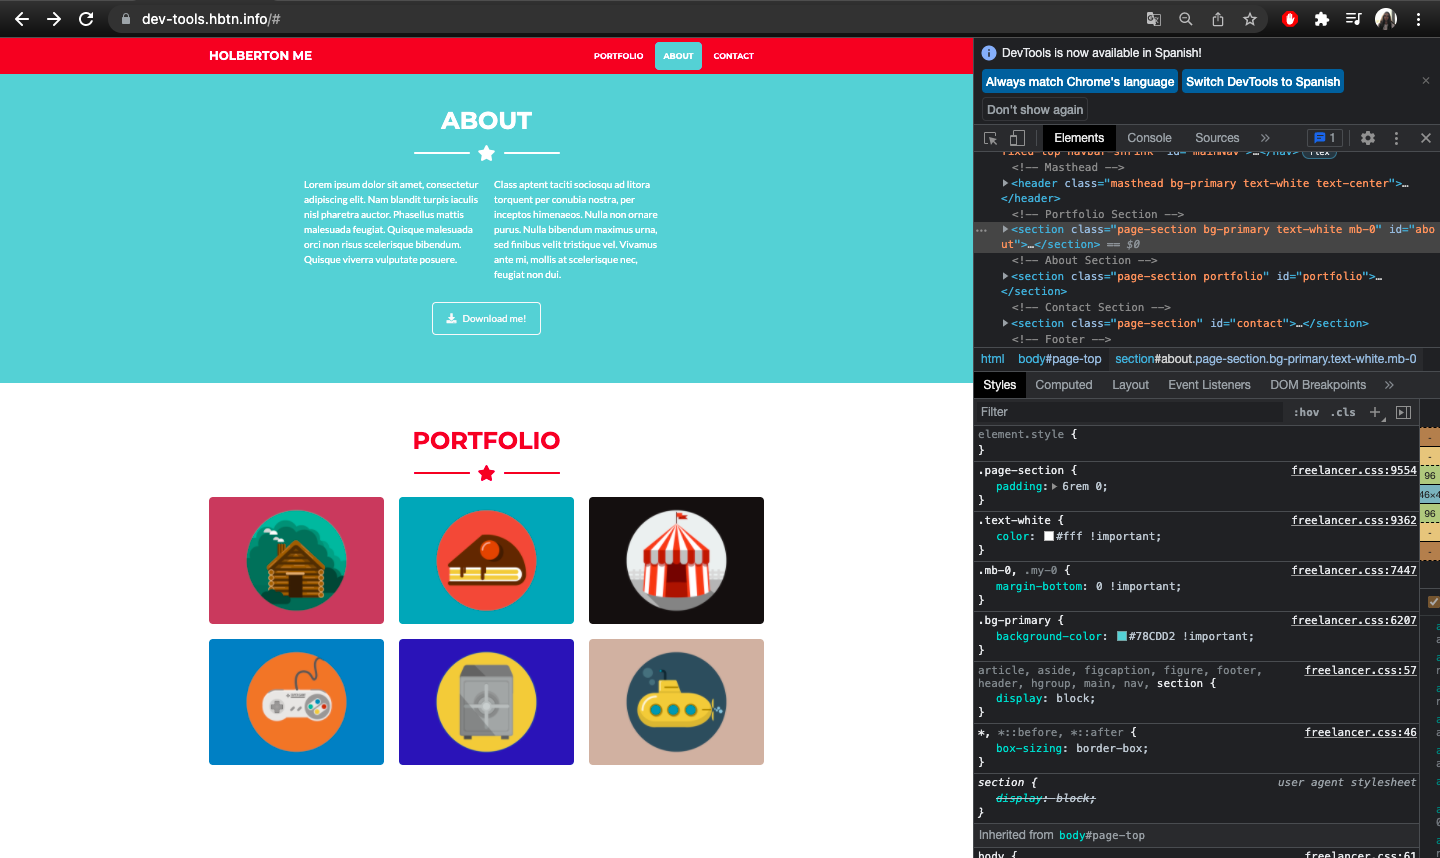 dev-tools.hbtn.info/#
HOLBERTON ME
PORTFOLIO
ABOUT
CONTACT
ABOUT
Lorem ipsum dolor sit amet, consectetur
adipiscing elit. Nam blandit turpis iaculis
nisl pharetra auctor. Phasellus mattis
malesuada feugiat. Quisque malesuada
orci non risus scelerisque bibendum.
Quisque viverra vulputate posuere.
Class aptent taciti sociosqu ad litora
torquent per conubia nostra, per
inceptos himenaeos. Nulla non ornare
purus. Nulla bibendum maximus urna,
sed finibus velit tristique vel. Vivamus
ante mi, mollis at scelerisque nec,
feugiat non dui.
Download me!
PORTFOLIO
DevTools is now available in Spanish!
Always match Chrome's language
Switch DevTools to Spanish
×
Don't show again
Elements
Console
Sources
»
1
<!-- Masthead -->
<header class="masthead bg-primary text-white text-center">…
</header>
<!-- Portfolio Section -->
<section class="page-section bg-primary text-white mb-0" id="abo
ut">…</section> == $0
<!-- About Section -->
<section class="page-section portfolio" id="portfolio">…
</section>
<!-- Contact Section -->
<section class="page-section" id="contact">…</section>
<!-- Footer -->
html body#page-top section#about.page-section.bg-primary.text-white.mb-0
Styles
Computed
Layout
Event Listeners
DOM Breakpoints
»
Filter
:hov .cls
element.style {
}
.page-section {
freelancer.css:9554
padding: 6rem 0;
}
.text-white {
freelancer.css:9362
color: #fff !important;
}
.mb-0, .my-0 {
freelancer.css:7447
margin-bottom: 0 !important;
}
.bg-primary {
freelancer.css:6207
background-color: #78CDD2 !important;
}
article, aside, figcaption, figure, footer,
freelancer.css:57
header, hgroup, main, nav, section {
display: block;
}
*, *::before, *::after {
freelancer.css:46
box-sizing: border-box;
}
section {
user agent stylesheet
display: block;
}
Inherited from body#page-top
body {
freelancer.css:61
-
-
96
96
-
-